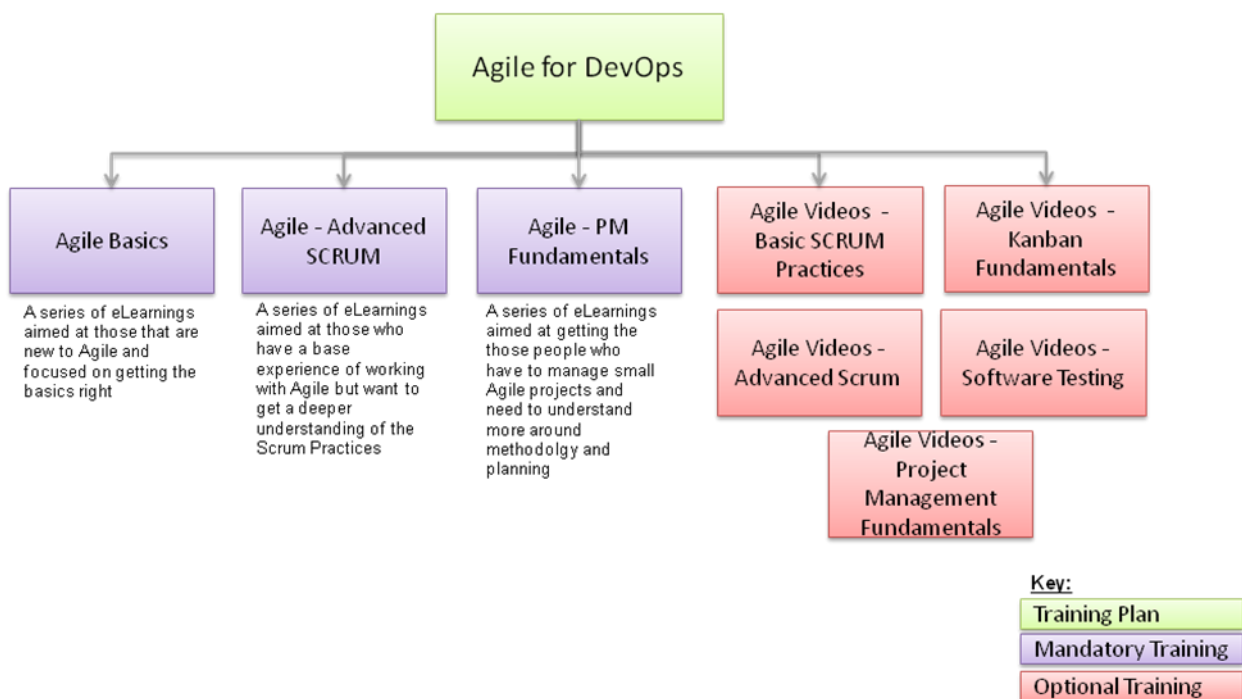 Agile for DevOps
Agile Basics
A series of eLearnings
aimed at those that are
new to Agile and
focused on getting the
basics right
Agile - Advanced
SCRUM
A series of eLearnings
aimed at those who
have a base
experience of working
with Agile but want to
get a deeper
understanding of the
Scrum Practices
Agile - PM
Fundamentals
A series of eLearnings
aimed at getting the
those people who
have to manage small
Agile projects and
need to understand
more around
methodolgy and
planning
Agile Videos -
Basic SCRUM
Practices
Agile Videos -
Kanban
Fundamentals
Agile Videos -
Advanced Scrum
Agile Videos -
Software Testing
Agile Videos -
Project
Management
Fundamentals
Key:
Training Plan
Mandatory Training
Optional Training